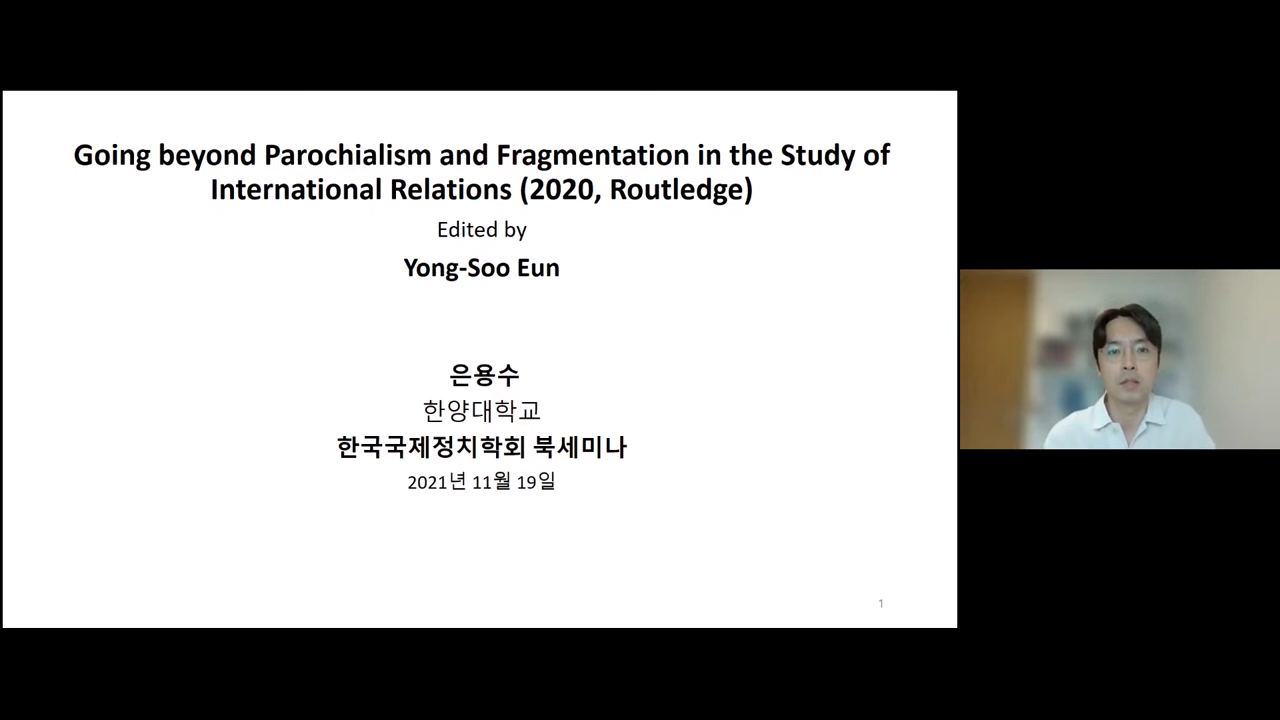 Going beyond Parochialism and Fragmentation in the Study of
International Relations (2020, Routledge)
Edited by
Yong-Soo Eun
은용수
한양대학교
한국국제정치학회 북세미나
2021년 11월 19일
1